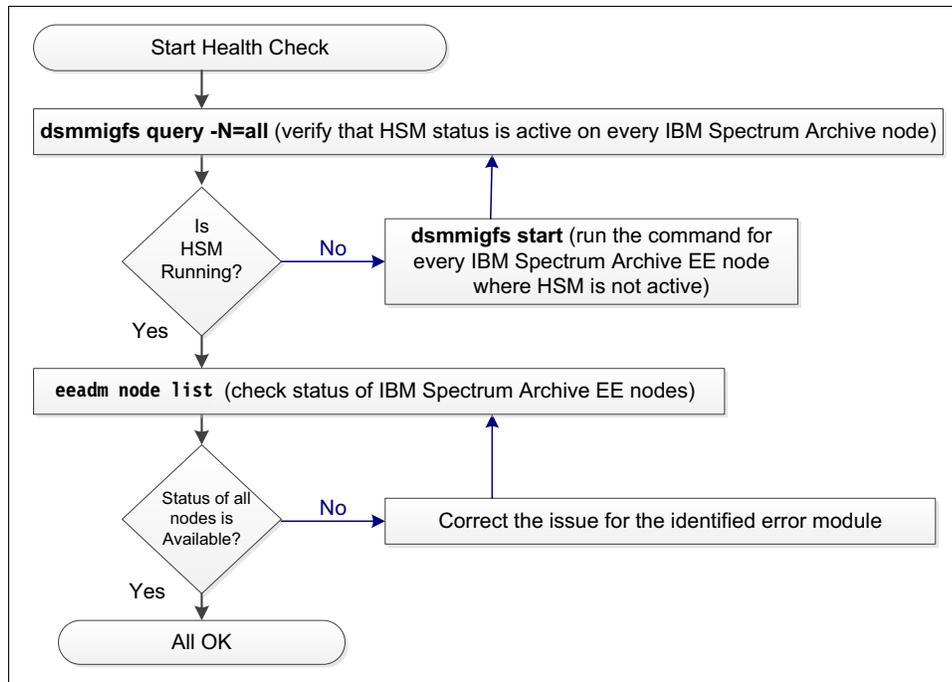 Start Health Check
dsmmigfs query -N=all (verify that HSM status is active on every IBM Spectrum Archive node)
Is
HSM
Running?
No
dsmmigfs start (run the command for
every IBM Spectrum Archive EE node
where HSM is not active)
Yes
eeadm node list (check status of IBM Spectrum Archive EE nodes)
Status of all
nodes is
Available?
No
Correct the issue for the identified error module
Yes
All OK